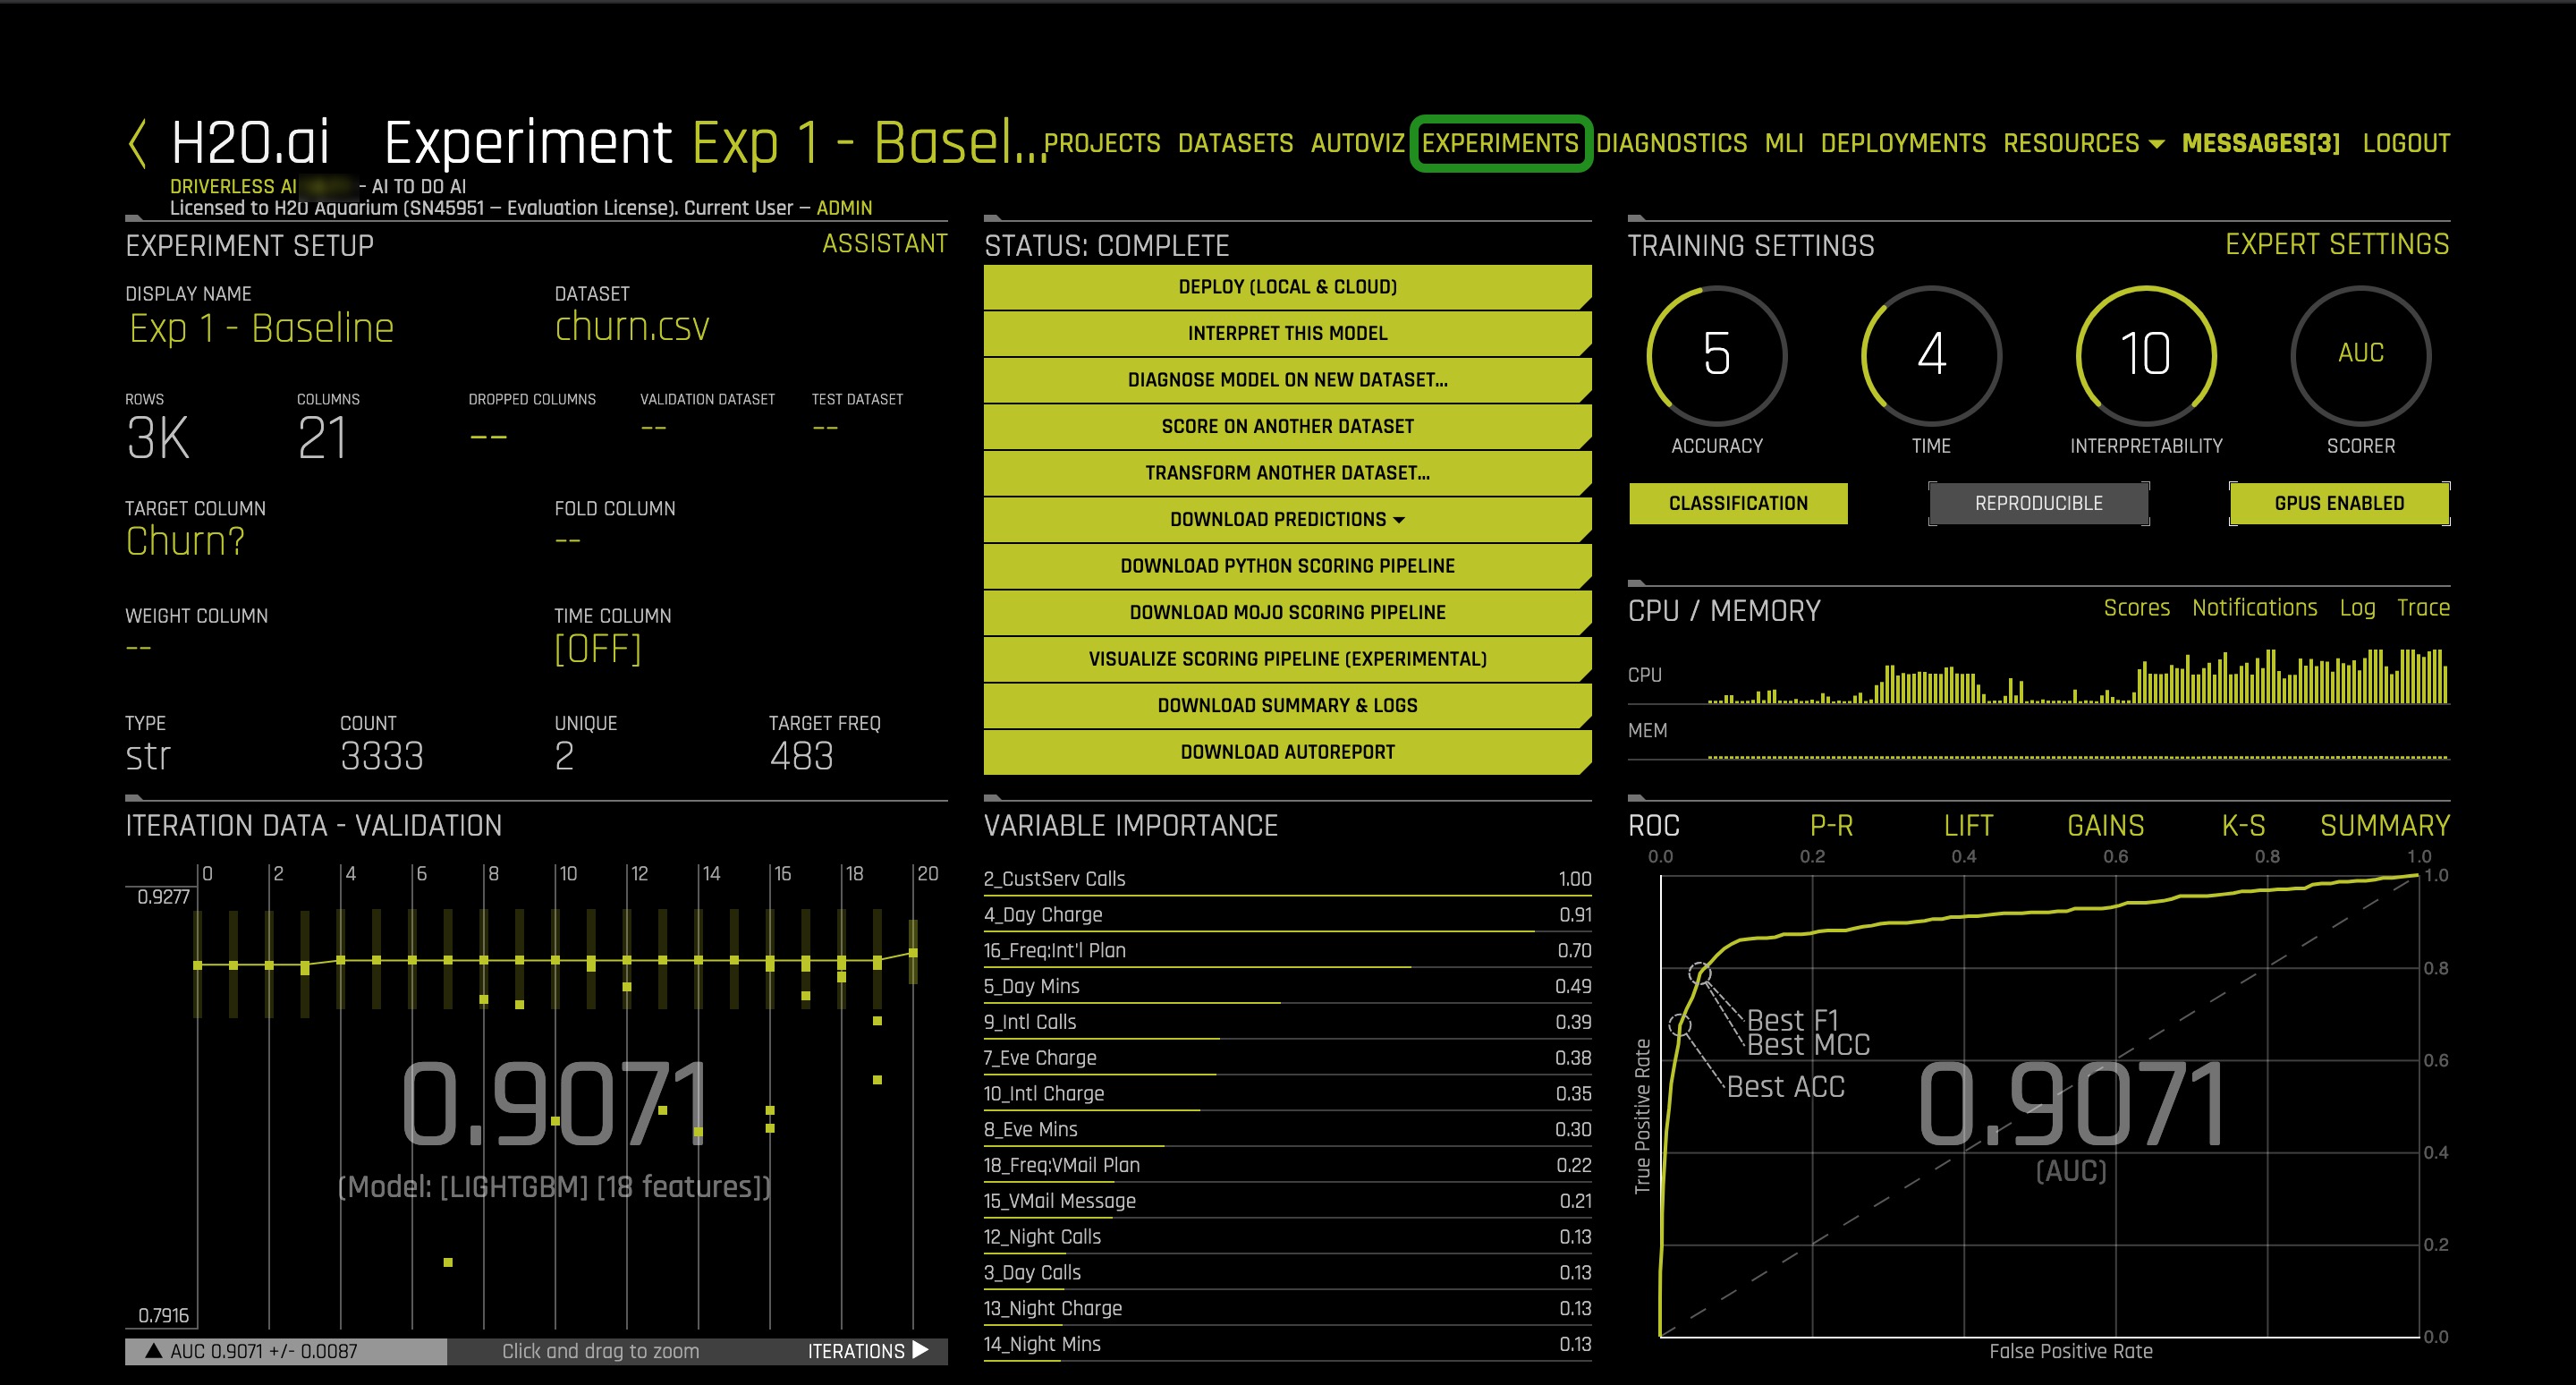 H2O.ai Experiment Exp 1 - Basel...
PROJECTS DATASETS AUTOVIZ EXPERIMENTS DIAGNOSTICS MLI DEPLOYMENTS RESOURCES MESSAGES[3] LOGOUT
DRIVERLESS AI - AI TO DO AI
Licensed to H2O Aquarium (SN45951 – Evaluation License). Current User – ADMIN
EXPERIMENT SETUP ASSISTANT
DISPLAY NAME DATASET
Exp 1 - Baseline churn.csv
ROWS COLUMNS DROPPED COLUMNS VALIDATION DATASET TEST DATASET
3K 21 -- -- --
TARGET COLUMN FOLD COLUMN
Churn? --
WEIGHT COLUMN TIME COLUMN
-- [OFF]
TYPE COUNT UNIQUE TARGET FREQ
str 3333 2 483
STATUS: COMPLETE
DEPLOY (LOCAL & CLOUD)
INTERPRET THIS MODEL
DIAGNOSE MODEL ON NEW DATASET...
SCORE ON ANOTHER DATASET
TRANSFORM ANOTHER DATASET...
DOWNLOAD PREDICTIONS
DOWNLOAD PYTHON SCORING PIPELINE
DOWNLOAD MOJO SCORING PIPELINE
VISUALIZE SCORING PIPELINE (EXPERIMENTAL)
DOWNLOAD SUMMARY & LOGS
DOWNLOAD AUTOREPORT
TRAINING SETTINGS EXPERT SETTINGS
5 4 10 AUC
ACCURACY TIME INTERPRETABILITY SCORER
CLASSIFICATION REPRODUCIBLE GPUS ENABLED
CPU / MEMORY Scores Notifications Log Trace
CPU
MEM
ITERATION DATA - VALIDATION
0 2 4 6 8 10 12 14 16 18 20
0.9277
0.9071
(Model: [LIGHTGBM] [18 features])
0.7916
AUC 0.9071 +/- 0.0087 Click and drag to zoom ITERATIONS
VARIABLE IMPORTANCE
2_CustServ Calls 1.00
4_Day Charge 0.91
16_Freq:Int'l Plan 0.70
5_Day Mins 0.49
9_Intl Calls 0.39
7_Eve Charge 0.38
10_Intl Charge 0.35
8_Eve Mins 0.30
18_Freq:VMail Plan 0.22
15_VMail Message 0.21
12_Night Calls 0.13
3_Day Calls 0.13
13_Night Charge 0.13
14_Night Mins 0.13
ROC P-R LIFT GAINS K-S SUMMARY
0.0 0.2 0.4 0.6 0.8 1.0
1.0
0.8
Best F1
Best MCC
0.6
Best ACC
0.9071
(AUC)
0.4
0.2
0.0
True Positive Rate
False Positive Rate